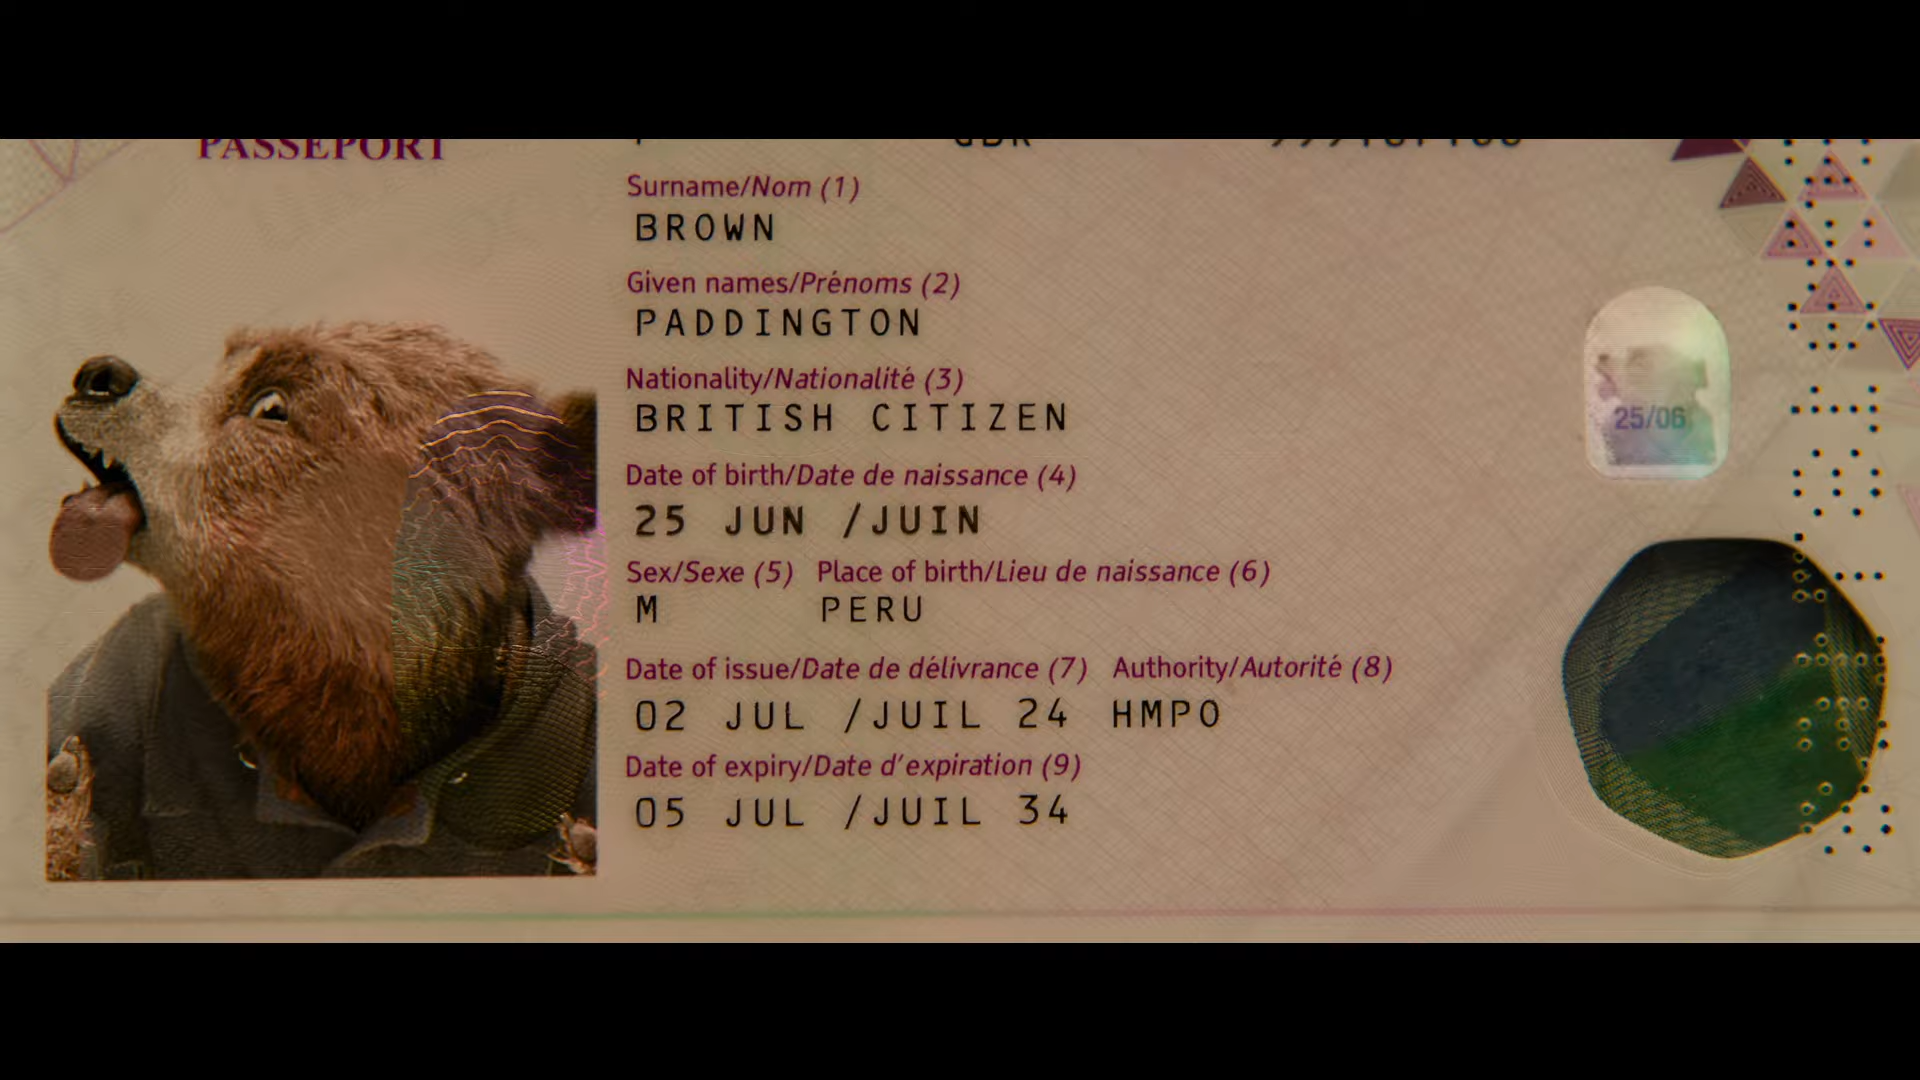 PASSEPORT
GBR
Surname/Nom (1)
BROWN
Given names/Prénoms (2)
PADDINGTON
Nationality/Nationalité (3)
BRITISH CITIZEN
Date of birth/Date de naissance (4)
25 JUN /JUIN
Sex/Sexe (5) Place of birth/Lieu de naissance (6)
M PERU
Date of issue/Date de délivrance (7) Authority/Autorité (8)
02 JUL /JUIL 24 HMPO
Date of expiry/Date d'expiration (9)
05 JUL /JUIL 34
25/06